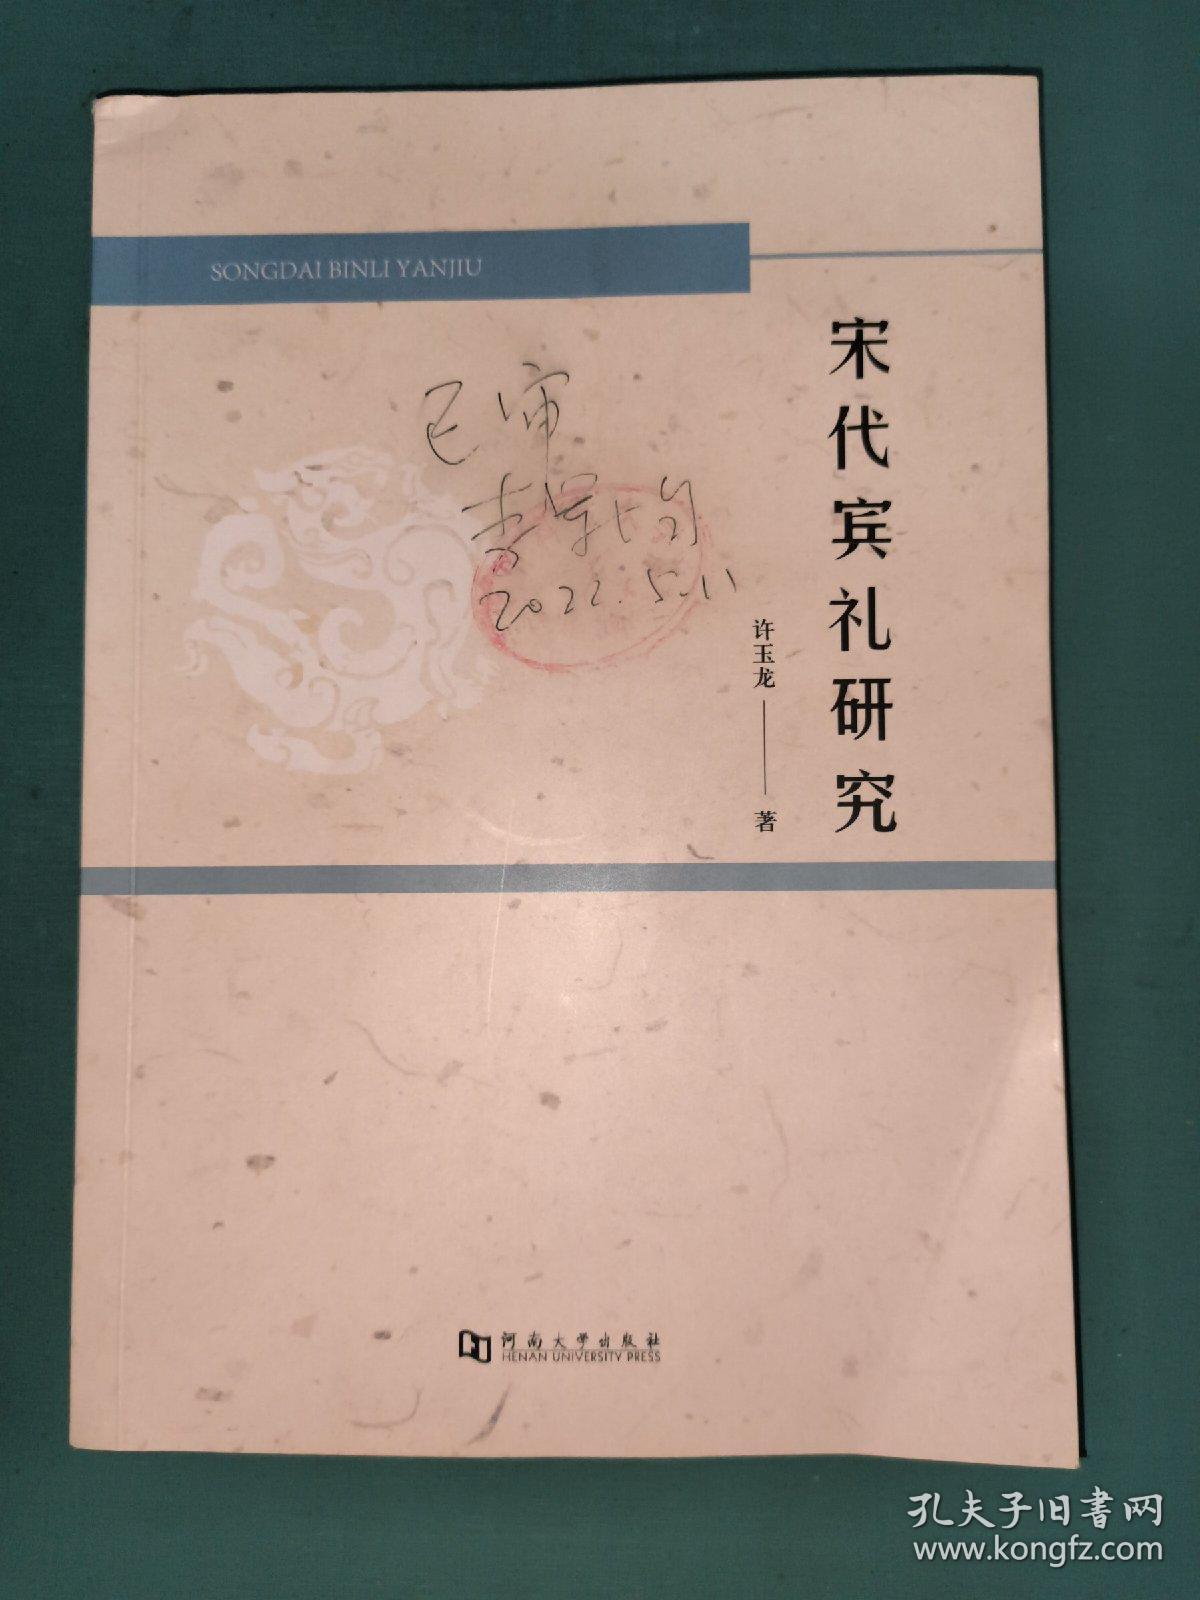 SONGDAI BINLI YANJIU
宋代宾礼研究
许玉龙
著
已审
2022.5.11
河南大学出版社
HENAN UNIVERSITY PRESS
孔夫子旧书网
www.kongfz.com